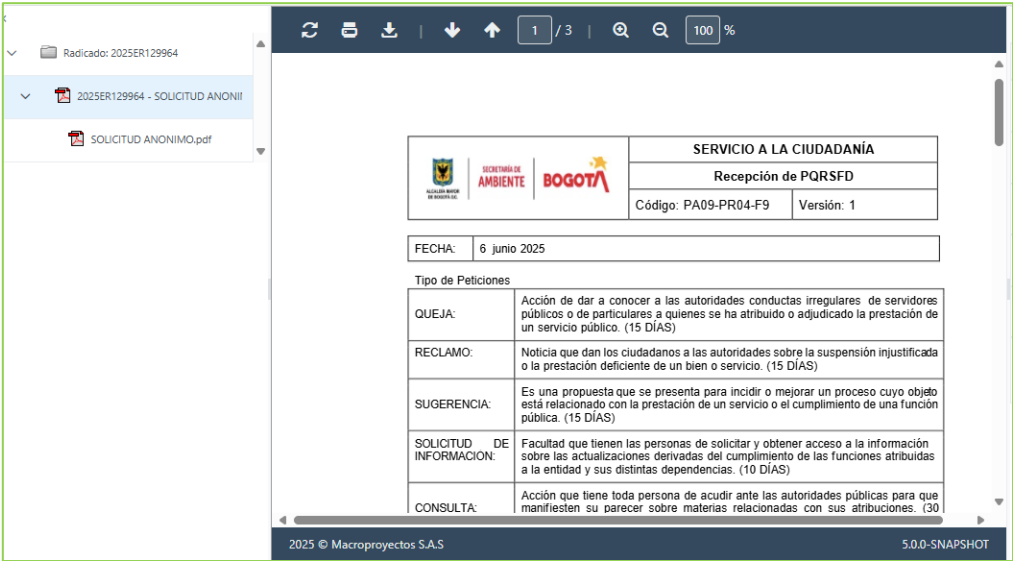 Radicado: 2025ER129964
2025ER129964 - SOLICITUD ANONI
SOLICITUD ANONIMO.pdf
1 / 3
100 %
ALCALDÍA MAYOR
DE BOGOTÁ D.C.
SECRETARÍA DE
AMBIENTE
BOGOTÁ
SERVICIO A LA CIUDADANÍA
Recepción de PQRSFD
Código: PA09-PR04-F9
Versión: 1
FECHA:
6 junio 2025
Tipo de Peticiones
QUEJA:
Acción de dar a conocer a las autoridades conductas irregulares de servidores
públicos o de particulares a quienes se ha atribuido o adjudicado la prestación de
un servicio público. (15 DÍAS)
RECLAMO:
Noticia que dan los ciudadanos a las autoridades sobre la suspensión injustificada
o la prestación deficiente de un bien o servicio. (15 DÍAS)
SUGERENCIA:
Es una propuesta que se presenta para incidir o mejorar un proceso cuyo objeto
está relacionado con la prestación de un servicio o el cumplimiento de una función
pública. (15 DÍAS)
SOLICITUD DE
INFORMACION:
Facultad que tienen las personas de solicitar y obtener acceso a la información
sobre las actualizaciones derivadas del cumplimiento de las funciones atribuidas
a la entidad y sus distintas dependencias. (10 DÍAS)
CONSULTA:
Acción que tiene toda persona de acudir ante las autoridades públicas para que
manifiesten su parecer sobre materias relacionadas con sus atribuciones. (30
2025 © Macroproyectos S.A.S
5.0.0-SNAPSHOT